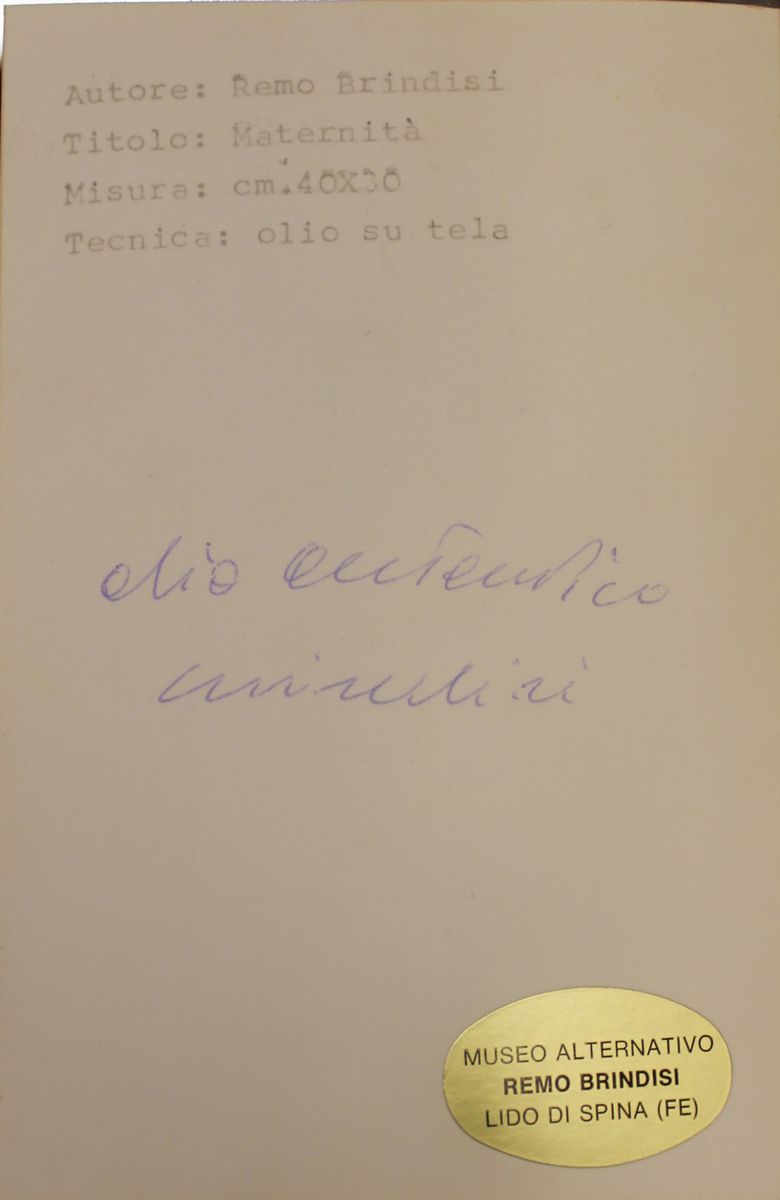 Autore: Remo Brindisi
Titolo: Maternità
Misura: cm.40X30
Tecnica: olio su tela
olio autentico
MUSEO ALTERNATIVO
REMO BRINDISI
LIDO DI SPINA (FE)